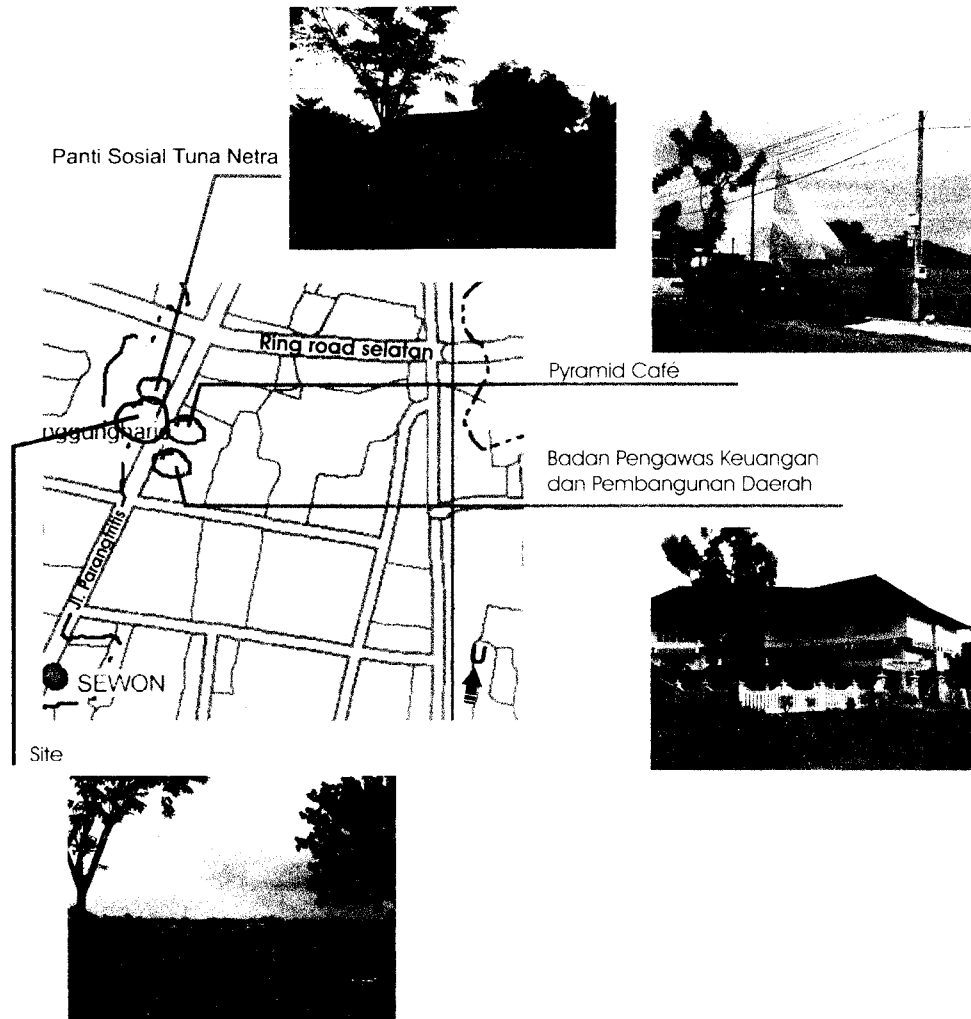 Panti Sosial Tuna Netra
Ring road selatan
Pyramid Café
nggungharjo
Badan Pengawas Keuangan
dan Pembangunan Daerah
Jl. Parangtritis
U
SEWON
Site